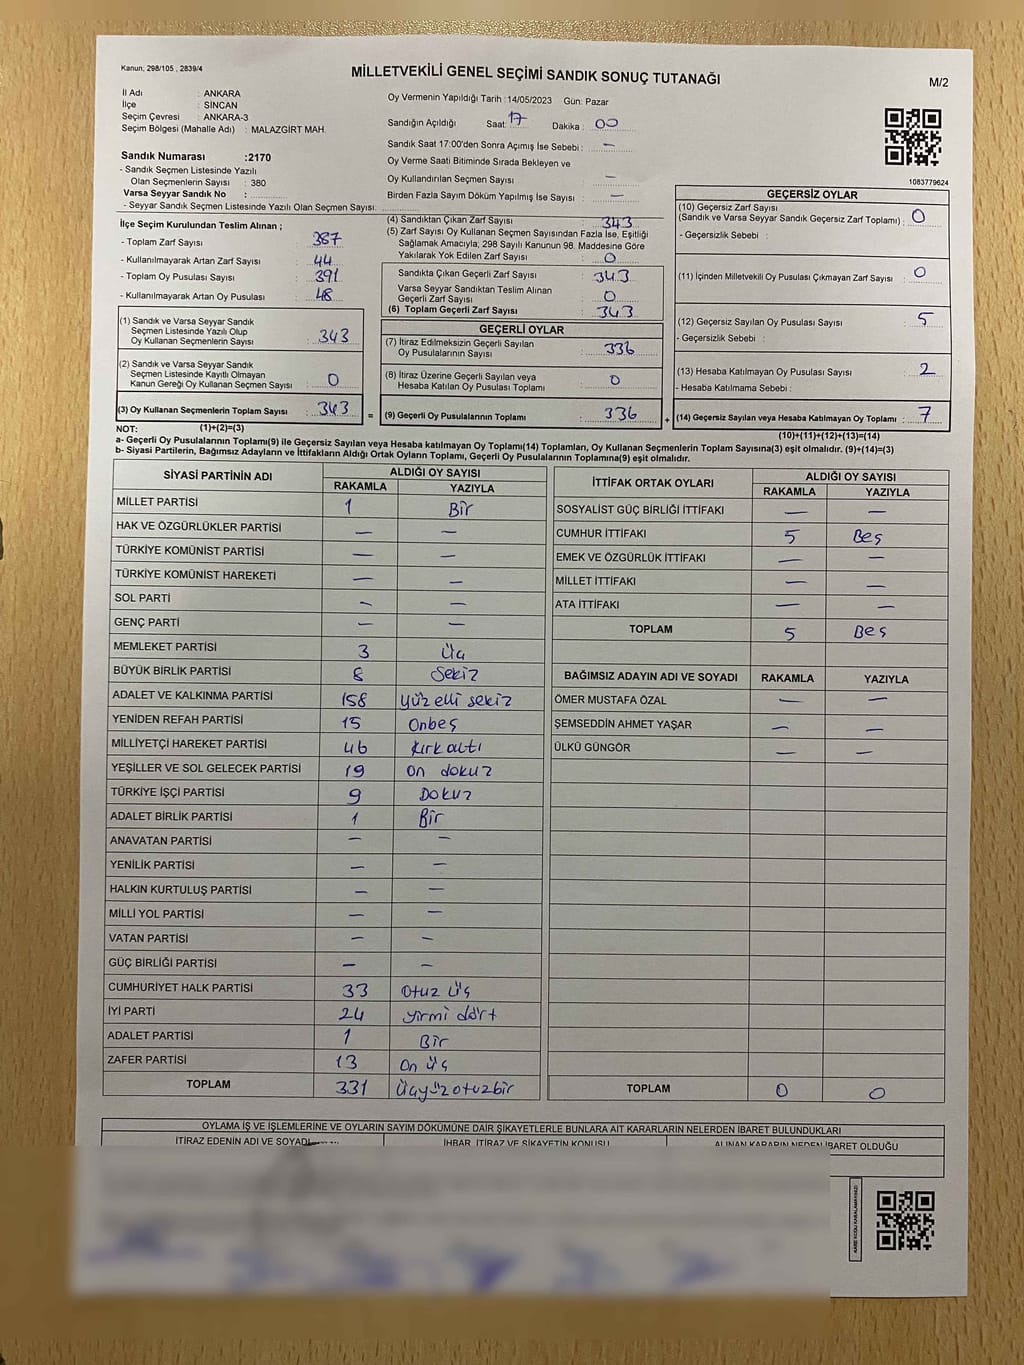 Kanun; 298/105 , 2839/4
MİLLETVEKİLİ GENEL SEÇİMİ SANDIK SONUÇ TUTANAĞI
M/2
İl Adı : ANKARA
İlçe : SİNCAN
Seçim Çevresi : ANKARA-3
Seçim Bölgesi (Mahalle Adı) : MALAZGİRT MAH.
Sandık Numarası :2170
- Sandık Seçmen Listesinde Yazılı
Olan Seçmenlerin Sayısı : 380
Varsa Seyyar Sandık No :
- Seyyar Sandık Seçmen Listesinde Yazılı Olan Seçmen Sayısı:
Oy Vermenin Yapıldığı Tarih :14/05/2023 Gün: Pazar
Sandığın Açıldığı Saat: 17 Dakika : 00
Sandık Saat 17:00'den Sonra Açımış İse Sebebi : —
Oy Verme Saati Bitiminde Sırada Bekleyen ve
Oy Kullandırılan Seçmen Sayısı : —
Birden Fazla Sayım Döküm Yapılmış İse Sayısı : —
1083779624
İlçe Seçim Kurulundan Teslim Alınan ;
- Toplam Zarf Sayısı : 387
- Kullanılmayarak Artan Zarf Sayısı : 44
- Toplam Oy Pusulası Sayısı : 391
- Kullanılmayarak Artan Oy Pusulası : 48
(1) Sandık ve Varsa Seyyar Sandık
Seçmen Listesinde Yazılı Olup
Oy Kullanan Seçmenlerin Sayısı : 343
(2) Sandık ve Varsa Seyyar Sandık
Seçmen Listesinde Kayıtlı Olmayan
Kanun Gereği Oy Kullanan Seçmen Sayısı : 0
(3) Oy Kullanan Seçmenlerin Toplam Sayısı : 343
(1)+(2)=(3)
(4) Sandıktan Çıkan Zarf Sayısı : 343
(5) Zarf Sayısı Oy Kullanan Seçmen Sayısından Fazla İse, Eşitliği
Sağlamak Amacıyla; 298 Sayılı Kanunun 98. Maddesine Göre
Yakılarak Yok Edilen Zarf Sayısı : 0
Sandıkta Çıkan Geçerli Zarf Sayısı : 343
Varsa Seyyar Sandıktan Teslim Alınan
Geçerli Zarf Sayısı : 0
(6) Toplam Geçerli Zarf Sayısı : 343
GEÇERLİ OYLAR
(7) İtiraz Edilmeksizin Geçerli Sayılan
Oy Pusulalarının Sayısı : 336
(8) İtiraz Üzerine Geçerli Sayılan veya
Hesaba Katılan Oy Pusulası Toplamı : 0
= (9) Geçerli Oy Pusulalarının Toplamı : 336
GEÇERSİZ OYLAR
(10) Geçersiz Zarf Sayısı
(Sandık ve Varsa Seyyar Sandık Geçersiz Zarf Toplamı) : 0
- Geçersizlik Sebebi :
(11) İçinden Milletvekili Oy Pusulası Çıkmayan Zarf Sayısı : 0
(12) Geçersiz Sayılan Oy Pusulası Sayısı : 5
- Geçersizlik Sebebi :
(13) Hesaba Katılmayan Oy Pusulası Sayısı : 2
- Hesaba Katılmama Sebebi :
+ (14) Geçersiz Sayılan veya Hesaba Katılmayan Oy Toplamı : 7
(10)+(11)+(12)+(13)=(14)
NOT:
a- Geçerli Oy Pusulalarının Toplamı(9) ile Geçersiz Sayılan veya Hesaba katılmayan Oy Toplamı(14) Toplamları, Oy Kullanan Seçmenlerin Toplam Sayısına(3) eşit olmalıdır. (9)+(14)=(3)
b- Siyasi Partilerin, Bağımsız Adayların ve İttifakların Aldığı Ortak Oyların Toplamı, Geçerli Oy Pusulalarının Toplamına(9) eşit olmalıdır.
SİYASİ PARTİNİN ADI ALDIĞI OY SAYISI
RAKAMLA YAZIYLA
MİLLET PARTİSİ 1 Bir
HAK VE ÖZGÜRLÜKLER PARTİSİ — —
TÜRKİYE KOMÜNİST PARTİSİ — —
TÜRKİYE KOMÜNİST HAREKETİ — —
SOL PARTİ — —
GENÇ PARTİ — —
MEMLEKET PARTİSİ 3 Üç
BÜYÜK BİRLİK PARTİSİ 8 Sekiz
ADALET VE KALKINMA PARTİSİ 158 Yüz elli sekiz
YENİDEN REFAH PARTİSİ 15 Onbeş
MİLLİYETÇİ HAREKET PARTİSİ 46 Kırk altı
YEŞİLLER VE SOL GELECEK PARTİSİ 19 On dokuz
TÜRKİYE İŞÇİ PARTİSİ 9 Dokuz
ADALET BİRLİK PARTİSİ 1 Bir
ANAVATAN PARTİSİ — —
YENİLİK PARTİSİ — —
HALKIN KURTULUŞ PARTİSİ — —
MİLLİ YOL PARTİSİ — —
VATAN PARTİSİ — —
GÜÇ BİRLİĞİ PARTİSİ — —
CUMHURİYET HALK PARTİSİ 33 Otuz üç
İYİ PARTİ 24 yirmi dört
ADALET PARTİSİ 1 Bir
ZAFER PARTİSİ 13 On üç
TOPLAM 331 Üçyüzotuzbir
İTTİFAK ORTAK OYLARI ALDIĞI OY SAYISI
RAKAMLA YAZIYLA
SOSYALİST GÜÇ BİRLİĞİ İTTİFAKI — —
CUMHUR İTTİFAKI 5 Beş
EMEK VE ÖZGÜRLÜK İTTİFAKI — —
MİLLET İTTİFAKI — —
ATA İTTİFAKI — —
TOPLAM 5 Beş
BAĞIMSIZ ADAYIN ADI VE SOYADI RAKAMLA YAZIYLA
ÖMER MUSTAFA ÖZAL — —
ŞEMSEDDİN AHMET YAŞAR — —
ÜLKÜ GÜNGÖR — —
TOPLAM 0 0
OYLAMA İŞ VE İŞLEMLERİNE VE OYLARIN SAYIM DÖKÜMÜNE DAİR ŞİKAYETLERLE BUNLARA AİT KARARLARIN NELERDEN İBARET BULUNDUKLARI
İTİRAZ EDENİN ADI VE SOYADI İHBAR, İTİRAZ VE ŞİKAYETİN KONUSU ALINAN KARARIN NEDEN İBARET OLDUĞU